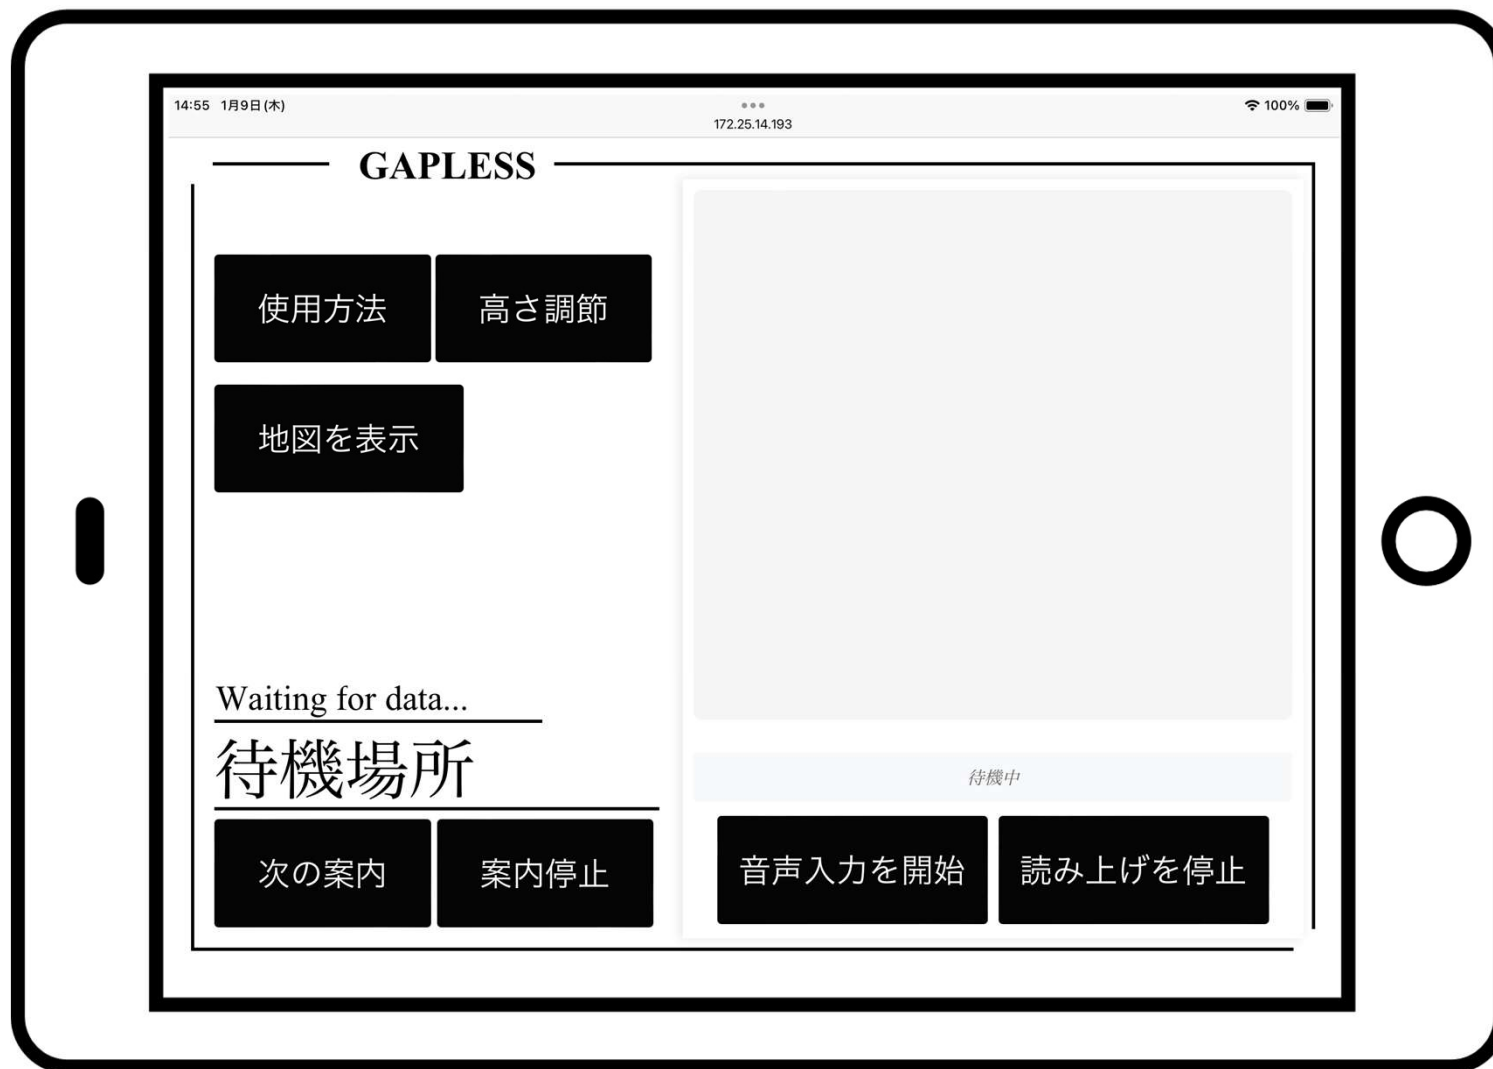 14:55 1月9日(木)
100%
172.25.14.193
GAPLESS
使用方法 高さ調節
地図を表示
Waiting for data...
待機場所
次の案内 案内停止
待機中
音声入力を開始 読み上げを停止